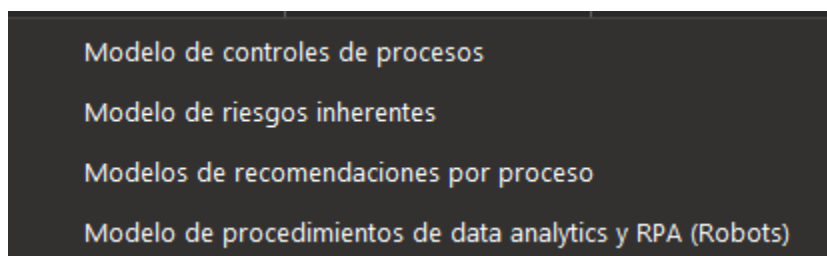 Modelo de controles de procesos
Modelo de riesgos inherentes
Modelos de recomendaciones por proceso
Modelo de procedimientos de data analytics y RPA (Robots)